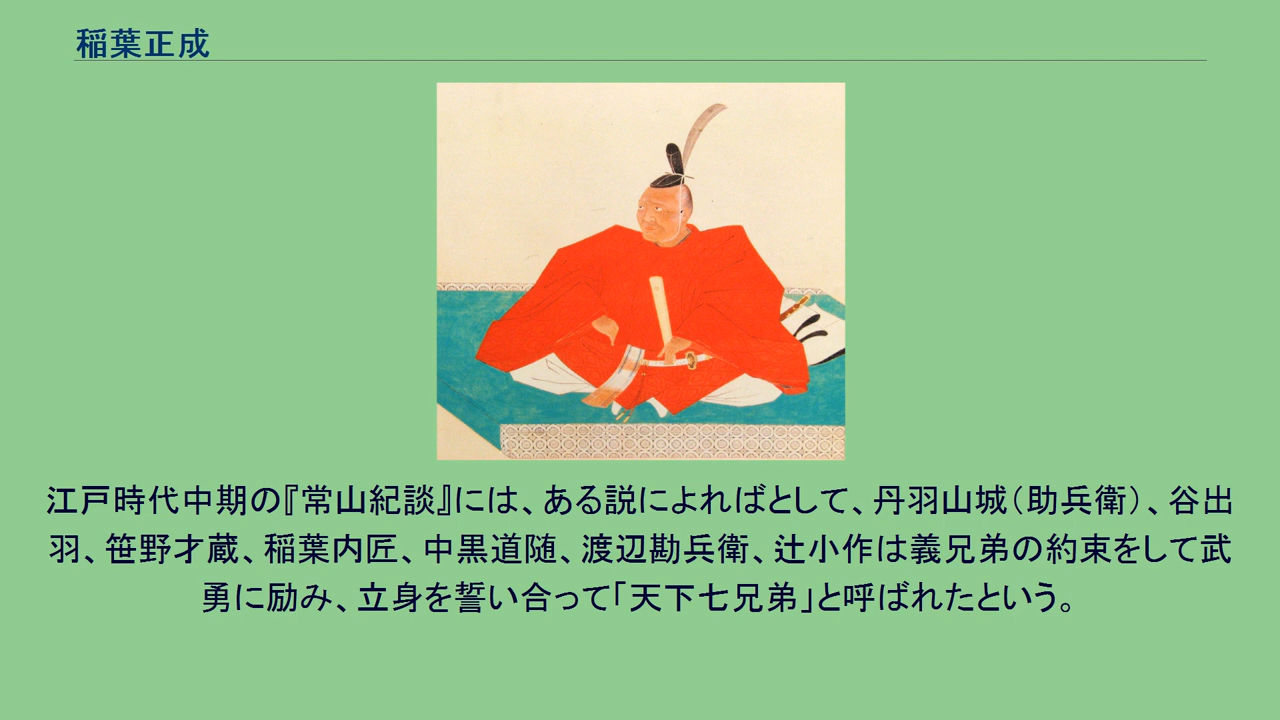 稲葉正成
江戸時代中期の『常山紀談』には、ある説によればとして、丹羽山城（助兵衛）、谷出
羽、笹野才蔵、稲葉内匠、中黒道随、渡辺勘兵衛、辻小作は義兄弟の約束をして武
勇に励み、立身を誓い合って「天下七兄弟」と呼ばれたという。